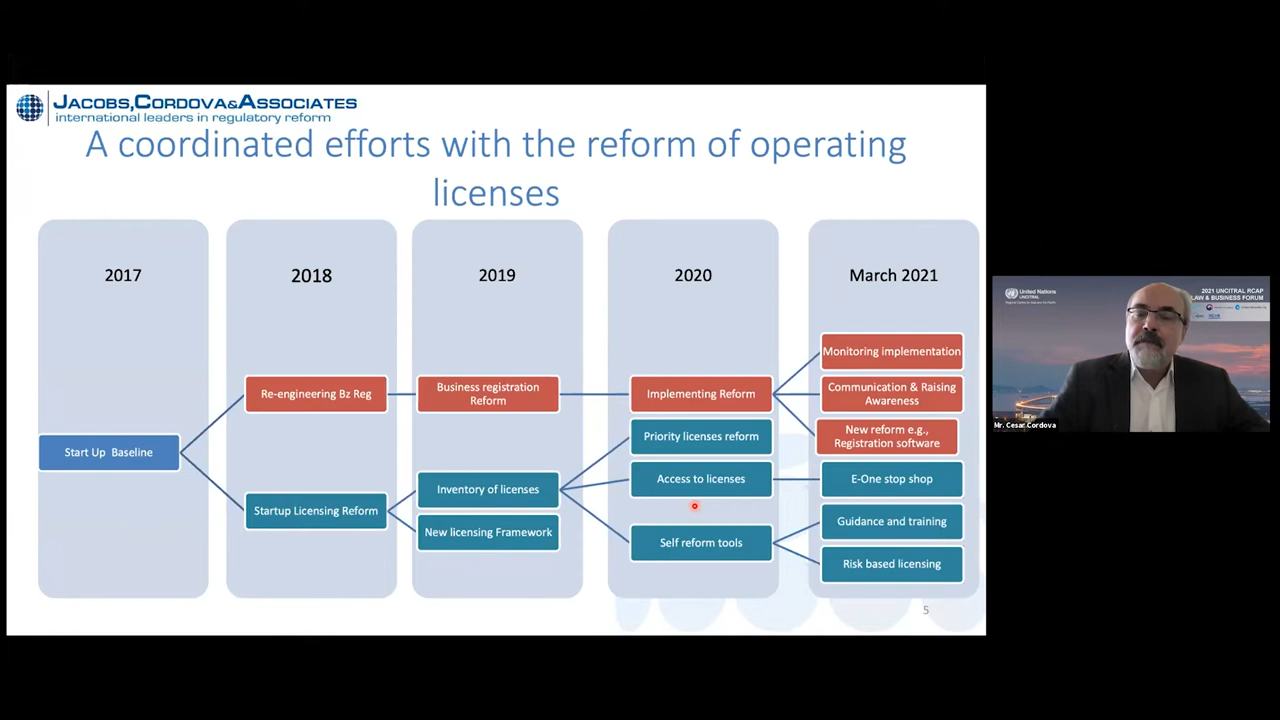 JACOBS, CORDOVA & ASSOCIATES
international leaders in regulatory reform
A coordinated efforts with the reform of operating
licenses
2017
2018
2019
2020
March 2021
Start Up Baseline
Re-engineering Bz Reg
Startup Licensing Reform
Business registration
Reform
Inventory of licenses
New licensing Framework
Implementing Reform
Priority licenses reform
Access to licenses
Self reform tools
Monitoring implementation
Communication & Raising
Awareness
New reform e.g.,
Registration software
E-One stop shop
Guidance and training
Risk based licensing
5
United Nations
UNCITRAL
2021 UNCITRAL RCAP
LAW & BUSINESS FORUM
Mr. Cesar Cordova